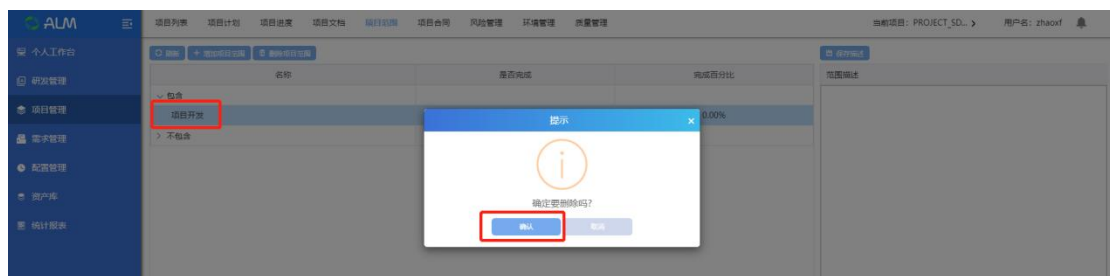 ALM
项目列表 项目计划 项目进度 项目文档 项目范围 项目合同 风险管理 环境管理 质量管理
当前项目: PROJECT_SD... 用户名: zhaoxf
个人工作台
研发管理
项目管理
需求管理
配置管理
资产库
统计报表
刷新 增加项目范围 删除项目范围
保存描述
名称 是否完成 完成百分比
范围描述
包含
项目开发 0.00%
不包含
提示
确定要删除吗?
确认 取消